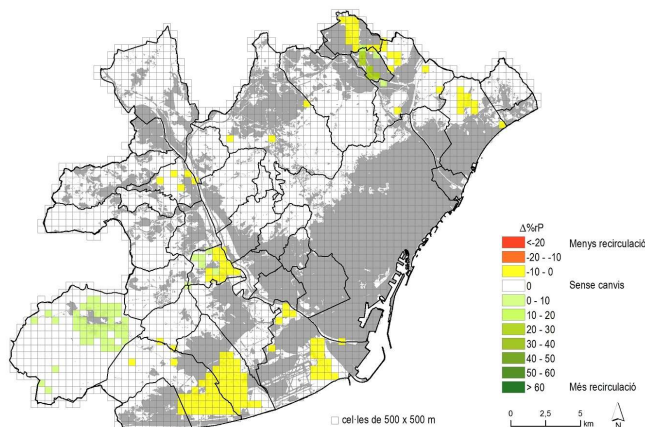 Δ%rP
<-20 Menys recirculació
-20 - -10
-10 - 0
0 Sense canvis
0 - 10
10 - 20
20 - 30
30 - 40
40 - 50
50 - 60
> 60 Més recirculació
cel·les de 500 x 500 m
0 2,5 5
km
N